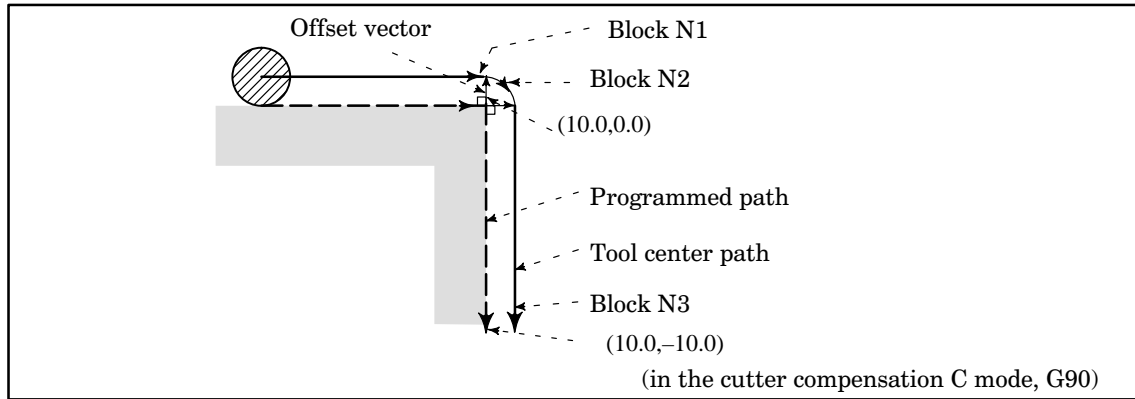 Offset vector
Block N1
Block N2
(10.0,0.0)
Programmed path
Tool center path
Block N3
(10.0,–10.0)
(in the cutter compensation C mode, G90)